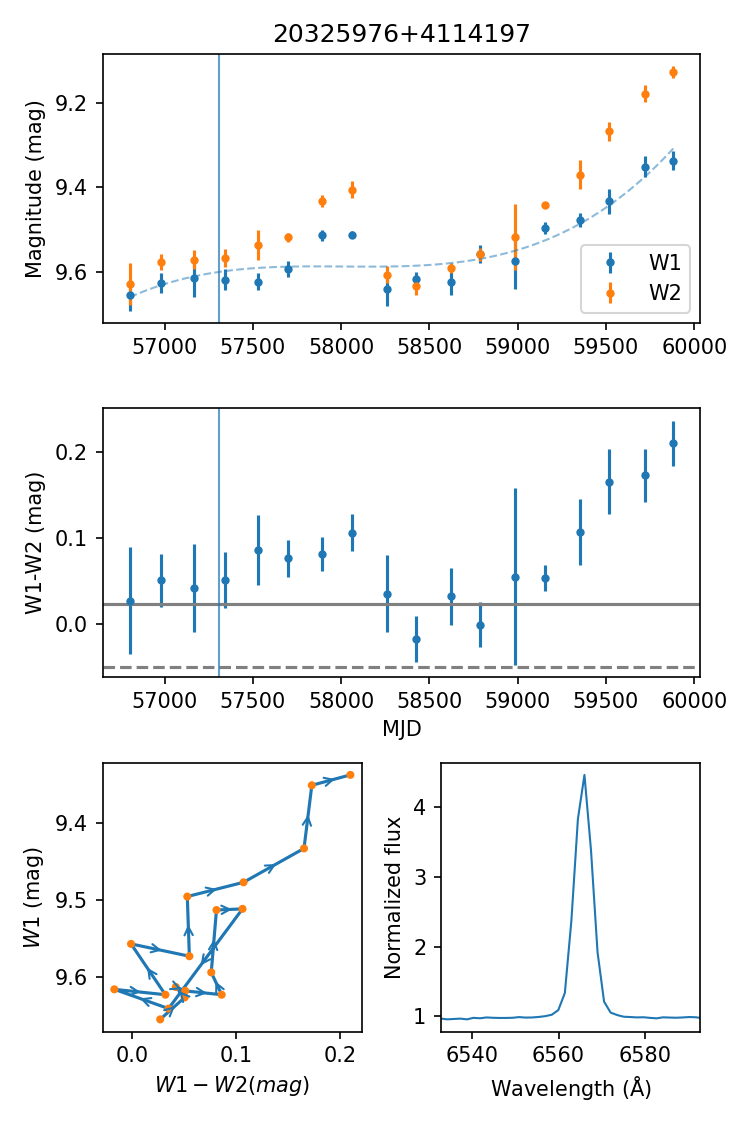 20325976+4114197
Magnitude (mag)
9.2
9.4
9.6
W1
W2
57000 57500 58000 58500 59000 59500 60000
W1-W2 (mag)
0.2
0.1
0.0
57000 57500 58000 58500 59000 59500 60000
MJD
W1 (mag)
9.4
9.5
9.6
0.0 0.1 0.2
W1 − W2(mag)
Normalized flux
4
3
2
1
6540 6560 6580
Wavelength (Å)